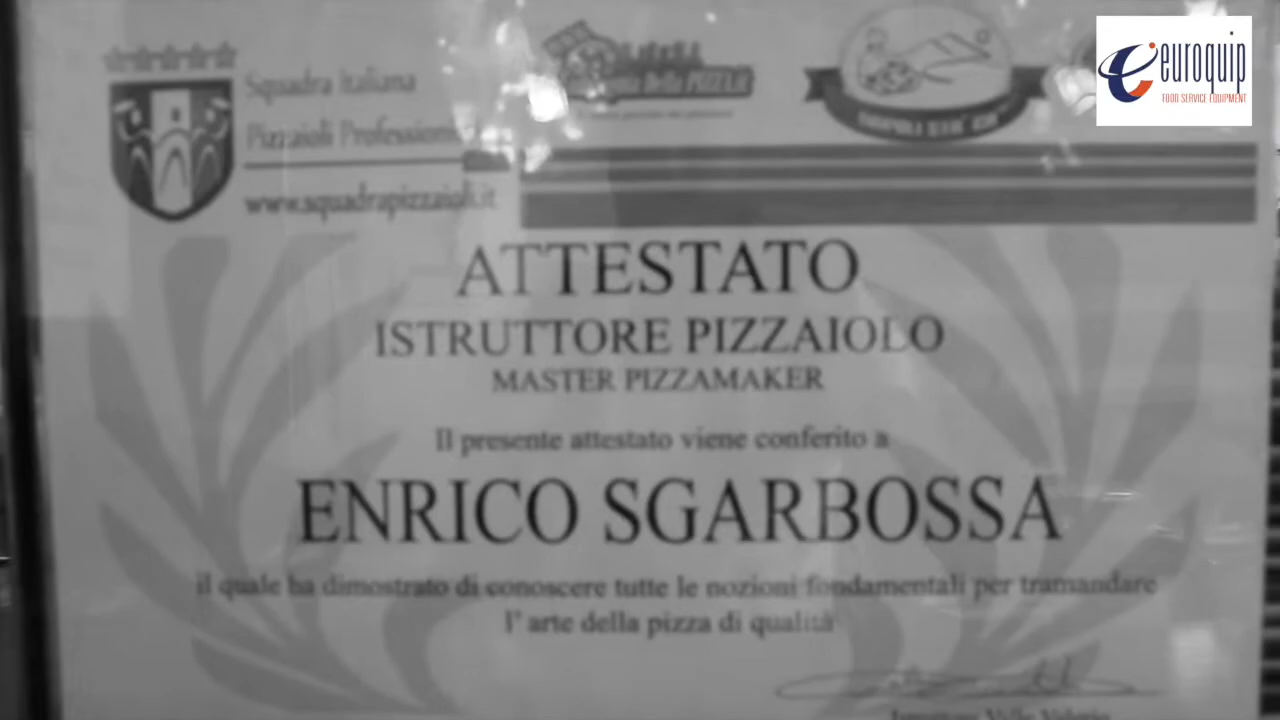 Squadra Italiana
Pizzaioli Professionisti
www.squadrapizzaioli.it
Della PIZZA
euroquip
FOOD SERVICE EQUIPMENT
ATTESTATO
ISTRUTTORE PIZZAIOLO
MASTER PIZZAMAKER
Il presente attestato viene conferito a
ENRICO SGARBOSSA
il quale ha dimostrato di conoscere tutte le nozioni fondamentali per tramandare
l' arte della pizza di qualità